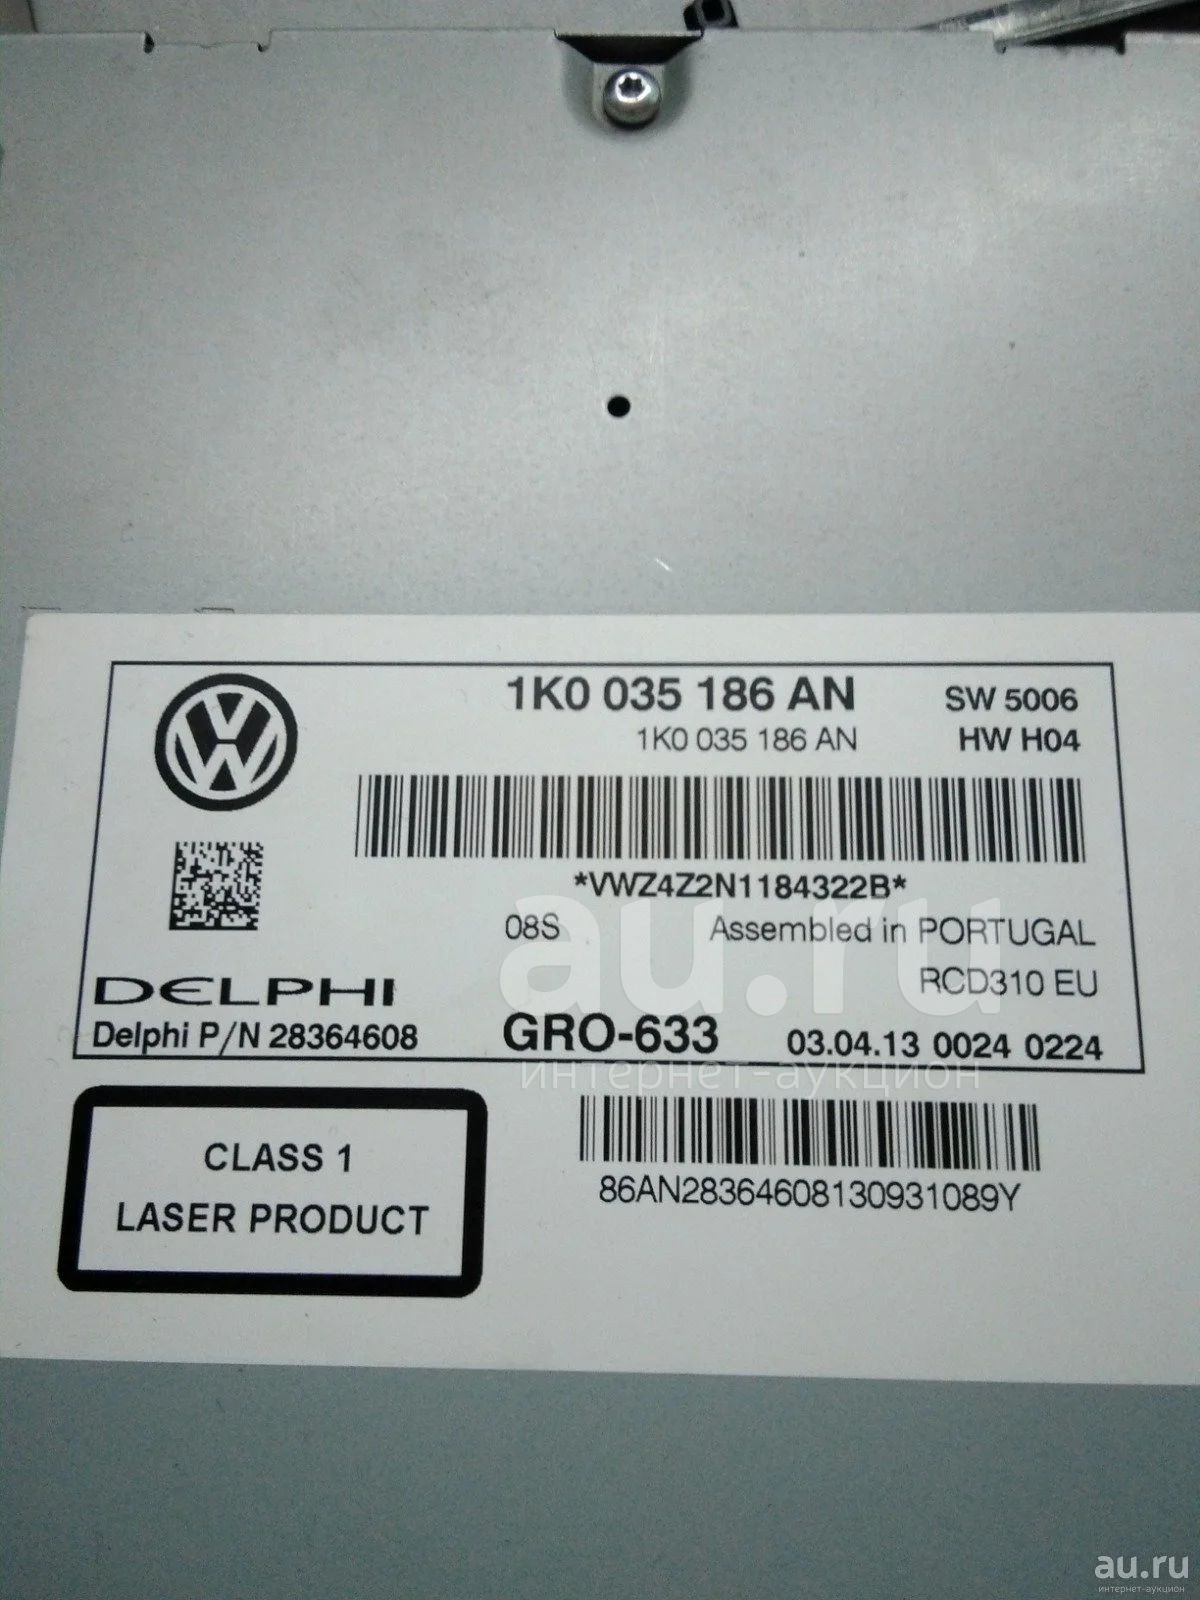 1K0 035 186 AN SW 5006
1K0 035 186 AN HW H04
*VWZ4Z2N1184322B*
08S Assembled in PORTUGAL
RCD310 EU
DELPHI
Delphi P/N 28364608 GRO-633 03.04.13 0024 0224
CLASS 1
LASER PRODUCT
86AN28364608130931089Y
au.ru
интернет-аукцион
au.ru
интернет-аукцион